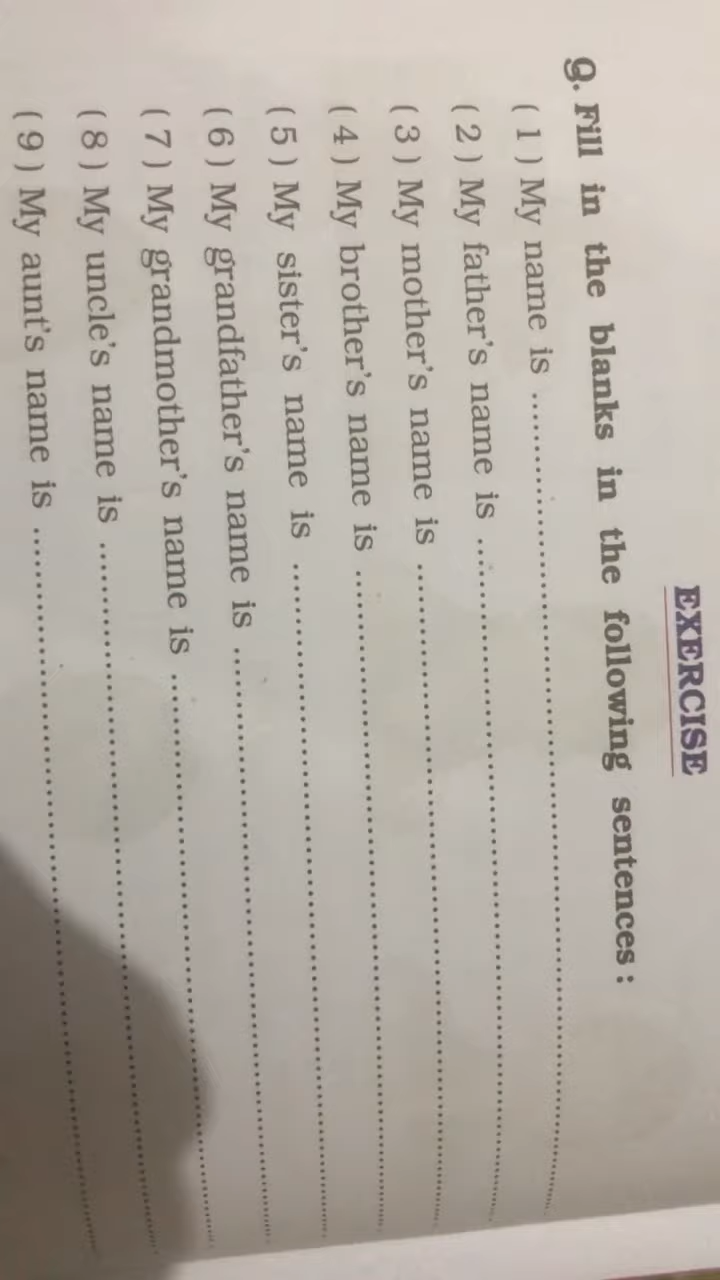 EXERCISE
Q. Fill in the blanks in the following sentences :
( 1 ) My name is ................................................................
( 2 ) My father's name is ................................................................
( 3 ) My mother's name is ................................................................
( 4 ) My brother's name is ................................................................
( 5 ) My sister's name is ................................................................
( 6 ) My grandfather's name is ................................................................
( 7 ) My grandmother's name is ................................................................
( 8 ) My uncle's name is ................................................................
( 9 ) My aunt's name is ................................................................